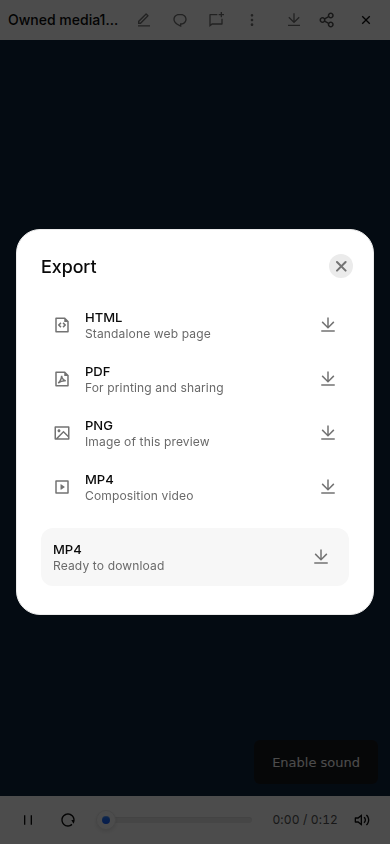 Owned media1...
Export
HTML
Standalone web page
PDF
For printing and sharing
PNG
Image of this preview
MP4
Composition video
MP4
Ready to download
Enable sound
0:00 / 0:12